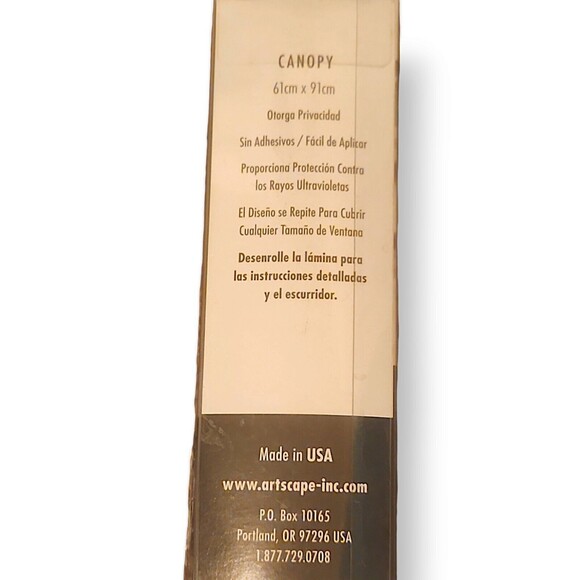 CANOPY
61cm x 91cm
Otorga Privacidad
Sin Adhesivos / Fácil de Aplicar
Proporciona Protección Contra
los Rayos Ultravioletas
El Diseño se Repite Para Cubrir
Cualquier Tamaño de Ventana
Desenrolle la lámina para
las instrucciones detalladas
y el escurridor.
Made in USA
www.artscape-inc.com
P.O. Box 10165
Portland, OR 97296 USA
1.877.729.0708